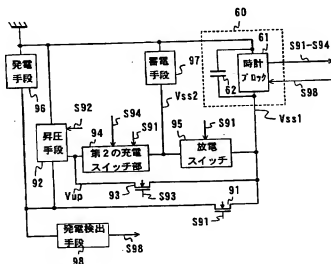 60
61
時計
ブロック
62
S91-S94
S98
Vss1
発電
手段
96
蓄電
手段
97
Vss2
昇圧
手段
92
S92
S94
S91
94
第2の充電
スイッチ部
S91
95
放電
スイッチ
Vup
93
S93
91
S91
発電検出
手段
98
S98